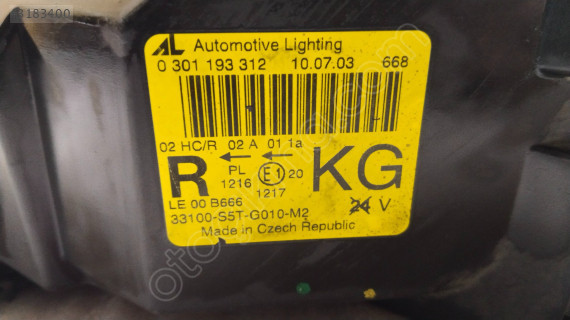 3183400
AL Automotive Lighting
0 301 193 312 10.07.03 668
02 HC/R 02 A 01 1a
R ← ← KG
PL E1 20
1216 1217
LE 00 B666
33100-S5T-G010-M2 24 V
Made in Czech Republic